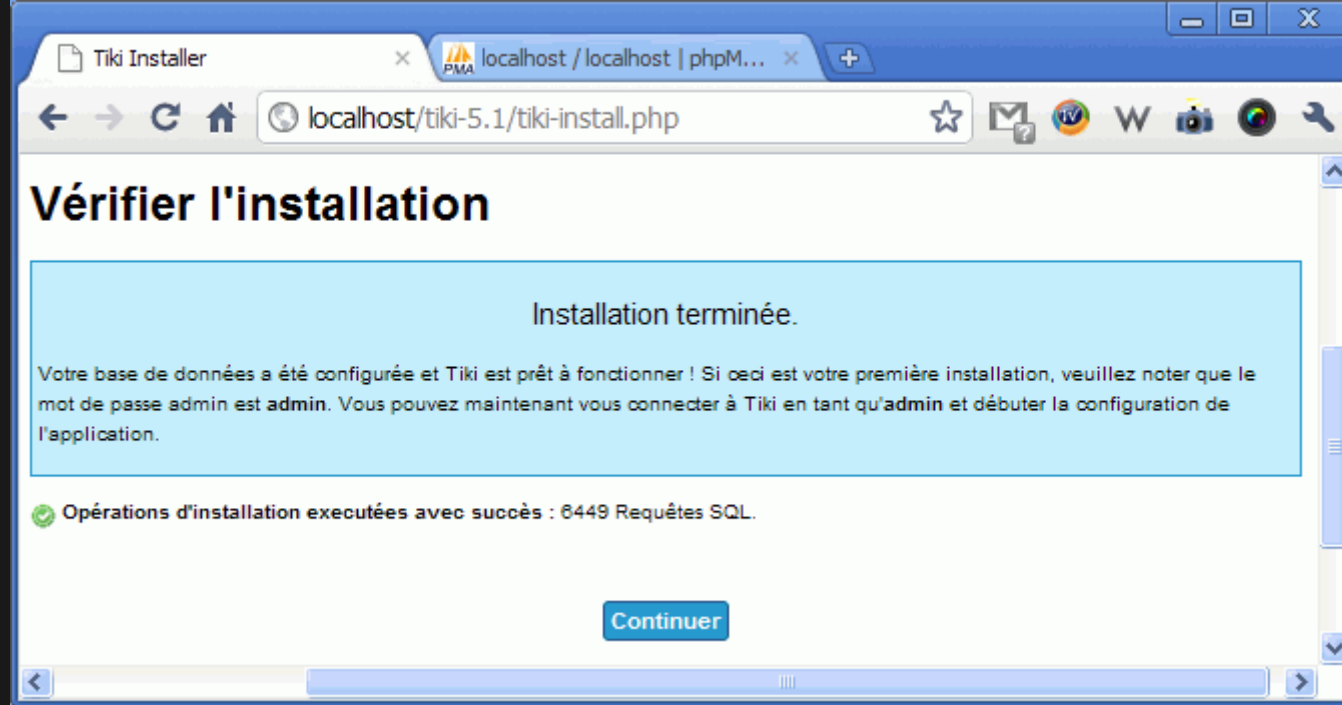 Tiki Installer
PMA localhost / localhost | phpM...
localhost/tiki-5.1/tiki-install.php
Vérifier l'installation
Installation terminée.
Votre base de données a été configurée et Tiki est prêt à fonctionner ! Si ceci est votre première installation, veuillez noter que le
mot de passe admin est admin. Vous pouvez maintenant vous connecter à Tiki en tant qu'admin et débuter la configuration de
l'application.
Opérations d'installation executées avec succès : 6449 Requêtes SQL.
Continuer